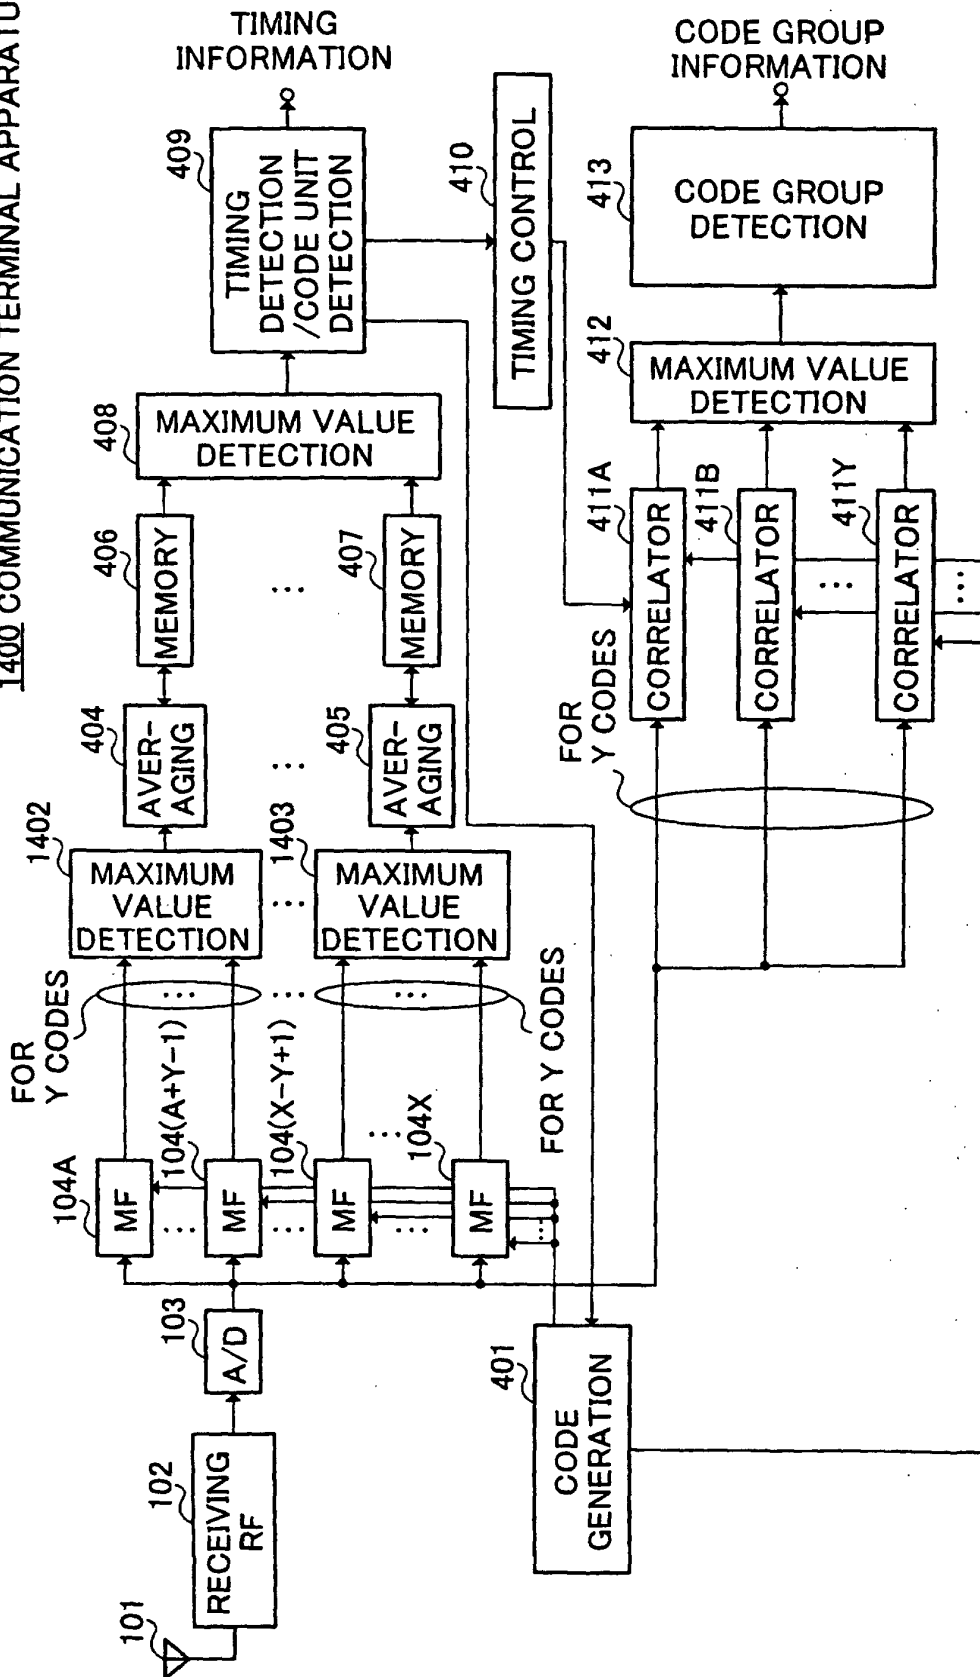 1400 COMMUNICATION TERMINAL APPARATU
101
102
RECEIVING
RF
103
A/D
104A
MF
104(A+Y-1)
MF
104(X-Y+1)
MF
104X
MF
...
FOR
Y CODES
FOR Y CODES
401
CODE
GENERATION
1402
MAXIMUM
VALUE
DETECTION
...
1403
MAXIMUM
VALUE
DETECTION
404
AVER-
AGING
...
405
AVER-
AGING
406
MEMORY
...
407
MEMORY
408
MAXIMUM VALUE
DETECTION
409
TIMING
DETECTION
/CODE UNIT
DETECTION
TIMING
INFORMATION
410
TIMING CONTROL
FOR
Y CODES
411A
CORRELATOR
411B
CORRELATOR
...
411Y
CORRELATOR
...
412
MAXIMUM VALUE
DETECTION
413
CODE GROUP
DETECTION
CODE GROUP
INFORMATION